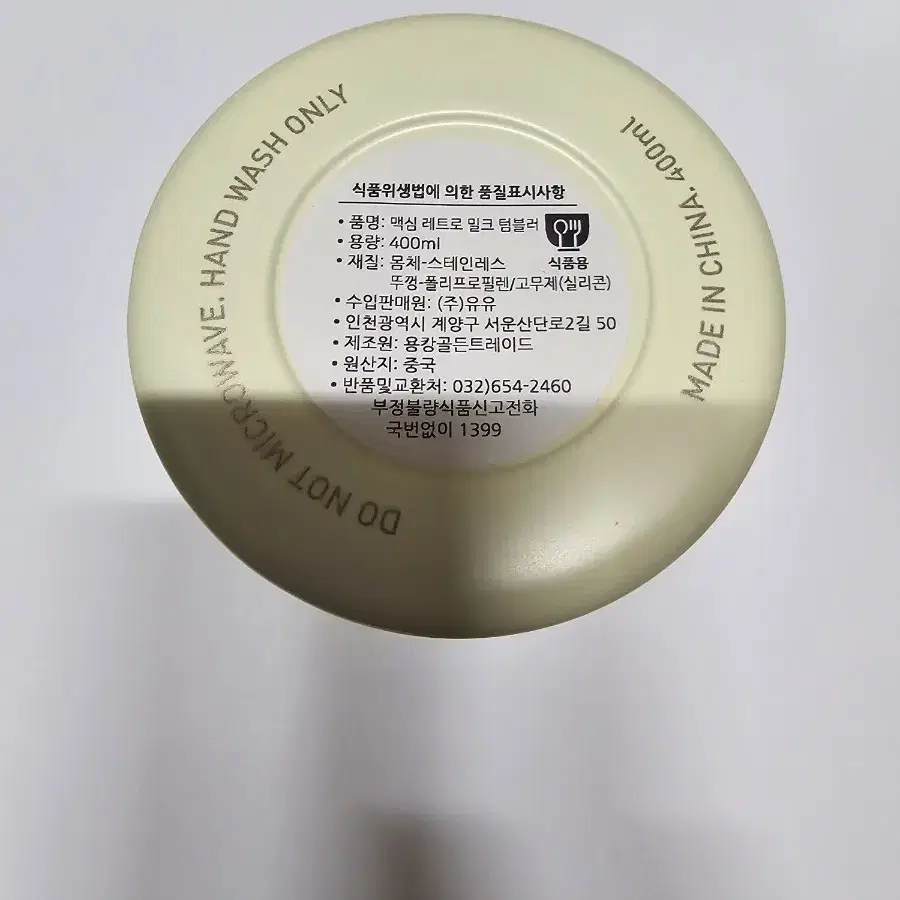 식품위생법에 의한 품질표시사항
• 품명: 맥심 레트로 밀크 텀블러
• 용량: 400ml
식품용
• 재질: 몸체-스테인레스
뚜껑-폴리프로필렌/고무제(실리콘)
• 수입판매원: (주)유유
• 인천광역시 계양구 서운산단로2길 50
• 제조원: 용캉골든트레이드
• 원산지: 중국
• 반품및교환처: 032)654-2460
부정불량식품신고전화
국번없이 1399
DO NOT MICROWAVE. HAND WASH ONLY
MADE IN CHINA. 400ml